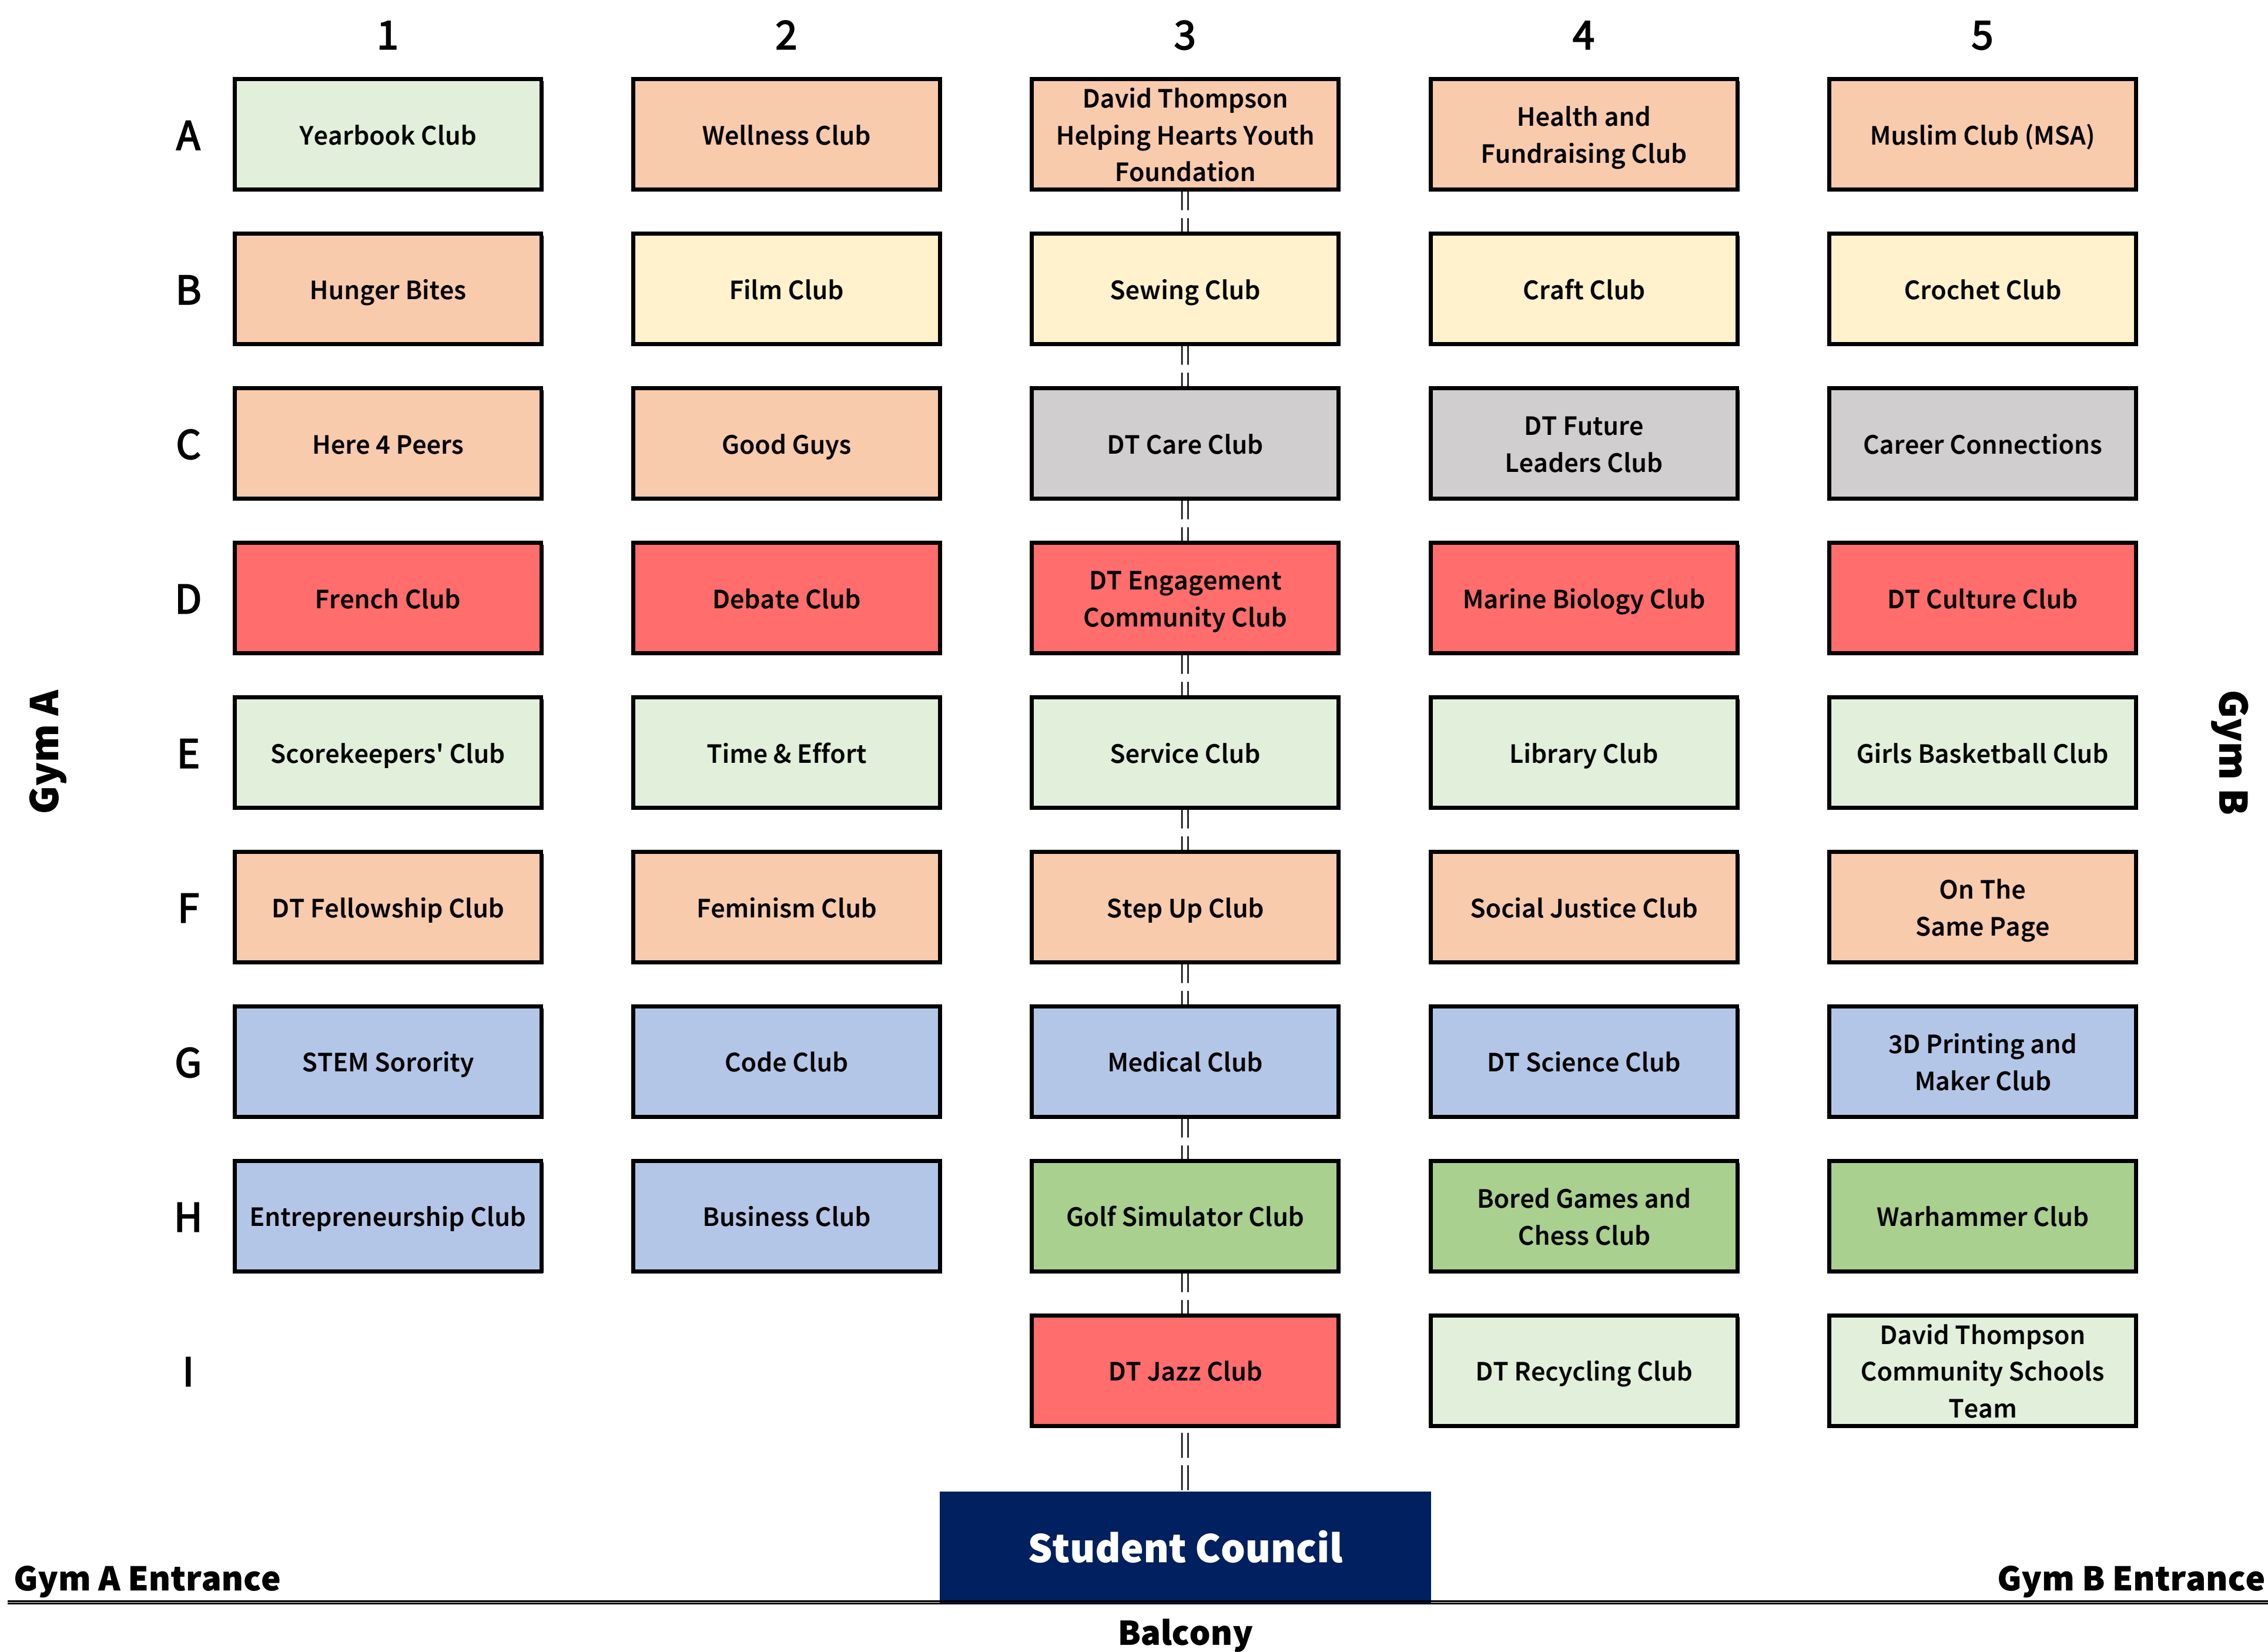 1 2 3 4 5
A
Yearbook Club
Wellness Club
David Thompson
Helping Hearts Youth
Foundation
Health and
Fundraising Club
Muslim Club (MSA)
B
Hunger Bites
Film Club
Sewing Club
Craft Club
Crochet Club
C
Here 4 Peers
Good Guys
DT Care Club
DT Future
Leaders Club
Career Connections
D
French Club
Debate Club
DT Engagement
Community Club
Marine Biology Club
DT Culture Club
Gym A
E
Scorekeepers' Club
Time & Effort
Service Club
Library Club
Girls Basketball Club
Gym B
F
DT Fellowship Club
Feminism Club
Step Up Club
Social Justice Club
On The
Same Page
G
STEM Sorority
Code Club
Medical Club
DT Science Club
3D Printing and
Maker Club
H
Entrepreneurship Club
Business Club
Golf Simulator Club
Bored Games and
Chess Club
Warhammer Club
I
DT Jazz Club
DT Recycling Club
David Thompson
Community Schools
Team
Student Council
Gym A Entrance
Gym B Entrance
Balcony